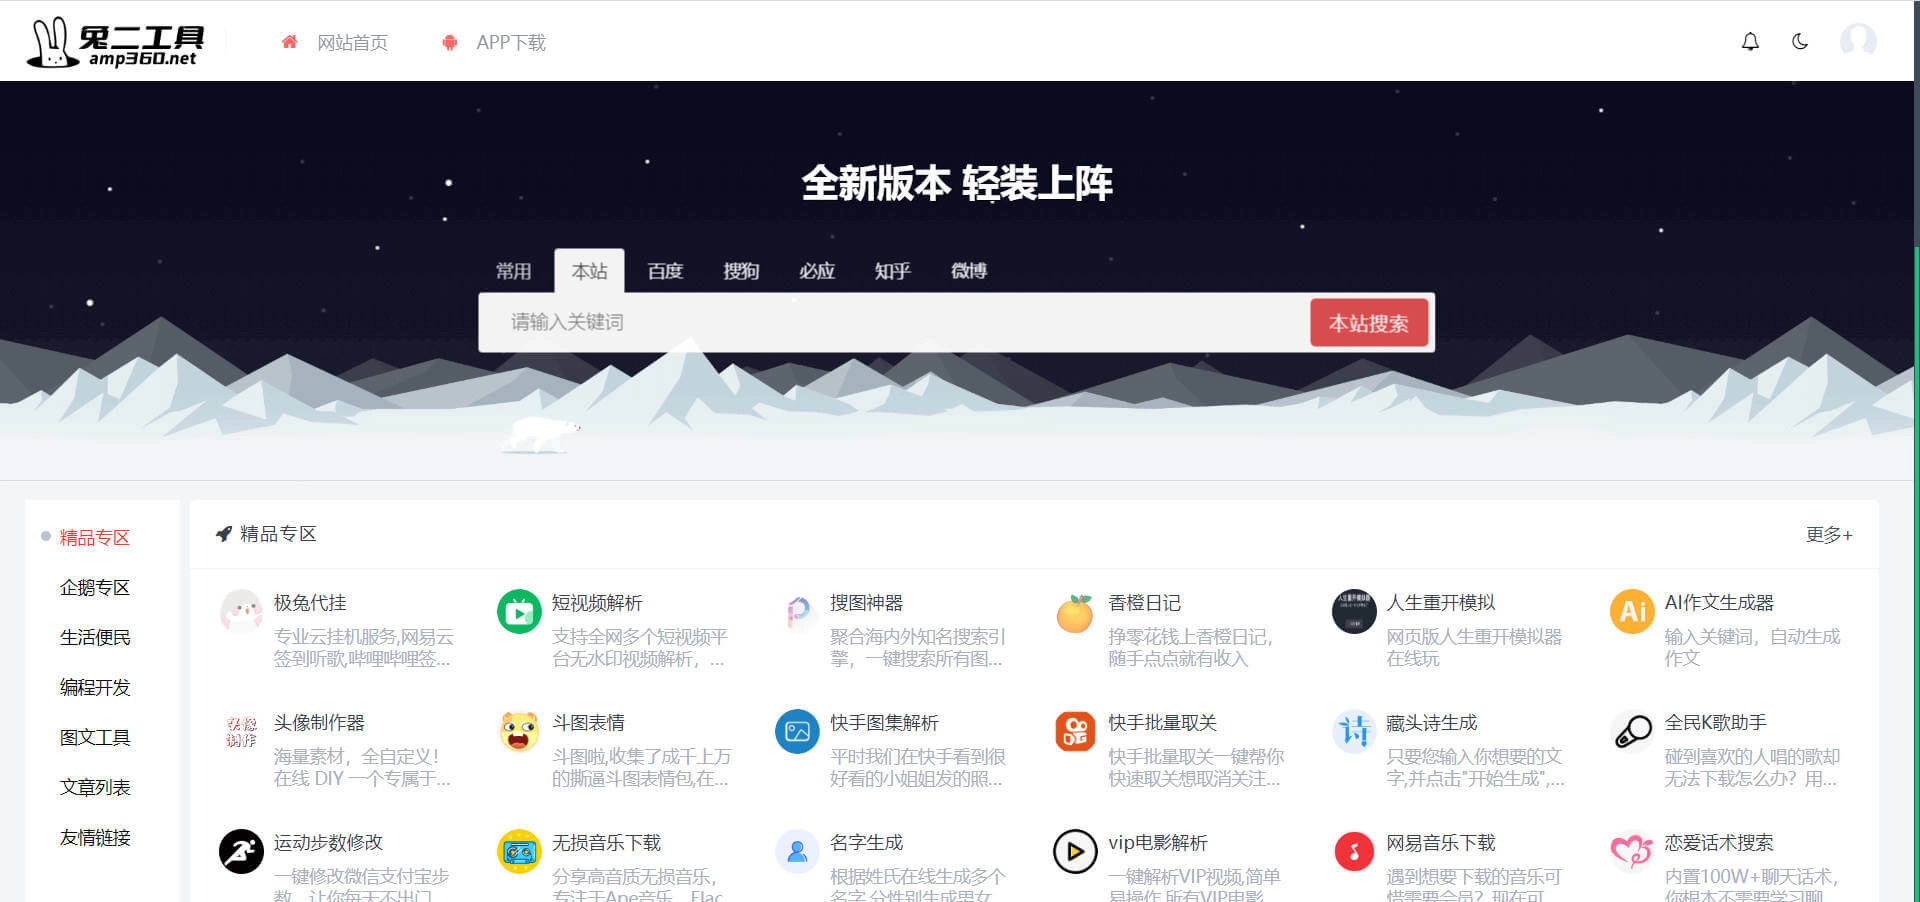 兔二工具
amp360.net
网站首页
APP下载
全新版本 轻装上阵
常用
本站
百度
搜狗
必应
知乎
微博
请输入关键词
本站搜索
精品专区
企鹅专区
生活便民
编程开发
图文工具
文章列表
友情链接
精品专区
更多+
极兔代挂
专业云挂机服务,网易云
签到听歌,哔哩哔哩签...
短视频解析
支持全网多个短视频平
台无水印视频解析，...
搜图神器
聚合海内外知名搜索引
擎，一键搜索所有图...
香橙日记
挣零花钱上香橙日记，
随手点点就有收入
人生重开模拟
网页版人生重开模拟器
在线玩
Ai
AI作文生成器
输入关键词，自动生成
作文
头像
制作
头像制作器
海量素材，全自定义！
在线 DIY 一个专属于...
斗图表情
斗图啦,收集了成千上万
的撕逼斗图表情包,在...
快手图集解析
平时我们在快手看到很
好看的小姐姐发的照...
快手批量取关
快手批量取关一键帮你
快速取关想取消关注...
诗
藏头诗生成
只要您输入你想要的文
字,并点击"开始生成",...
全民K歌助手
碰到喜欢的人唱的歌却
无法下载怎么办？用...
运动步数修改
一键修改微信支付宝步
数，让你每天不出门
无损音乐下载
分享高音质无损音乐，
专注于Ape音乐、Flac
名字生成
根据姓氏在线生成多个
名字,分性别生成男女
vip电影解析
一键解析VIP视频,简单
易操作,所有VIP电影
网易音乐下载
遇到想要下载的音乐可
惜需要会员？现在可
恋爱话术搜索
内置100W+聊天话术，
你根本不需要学习聊